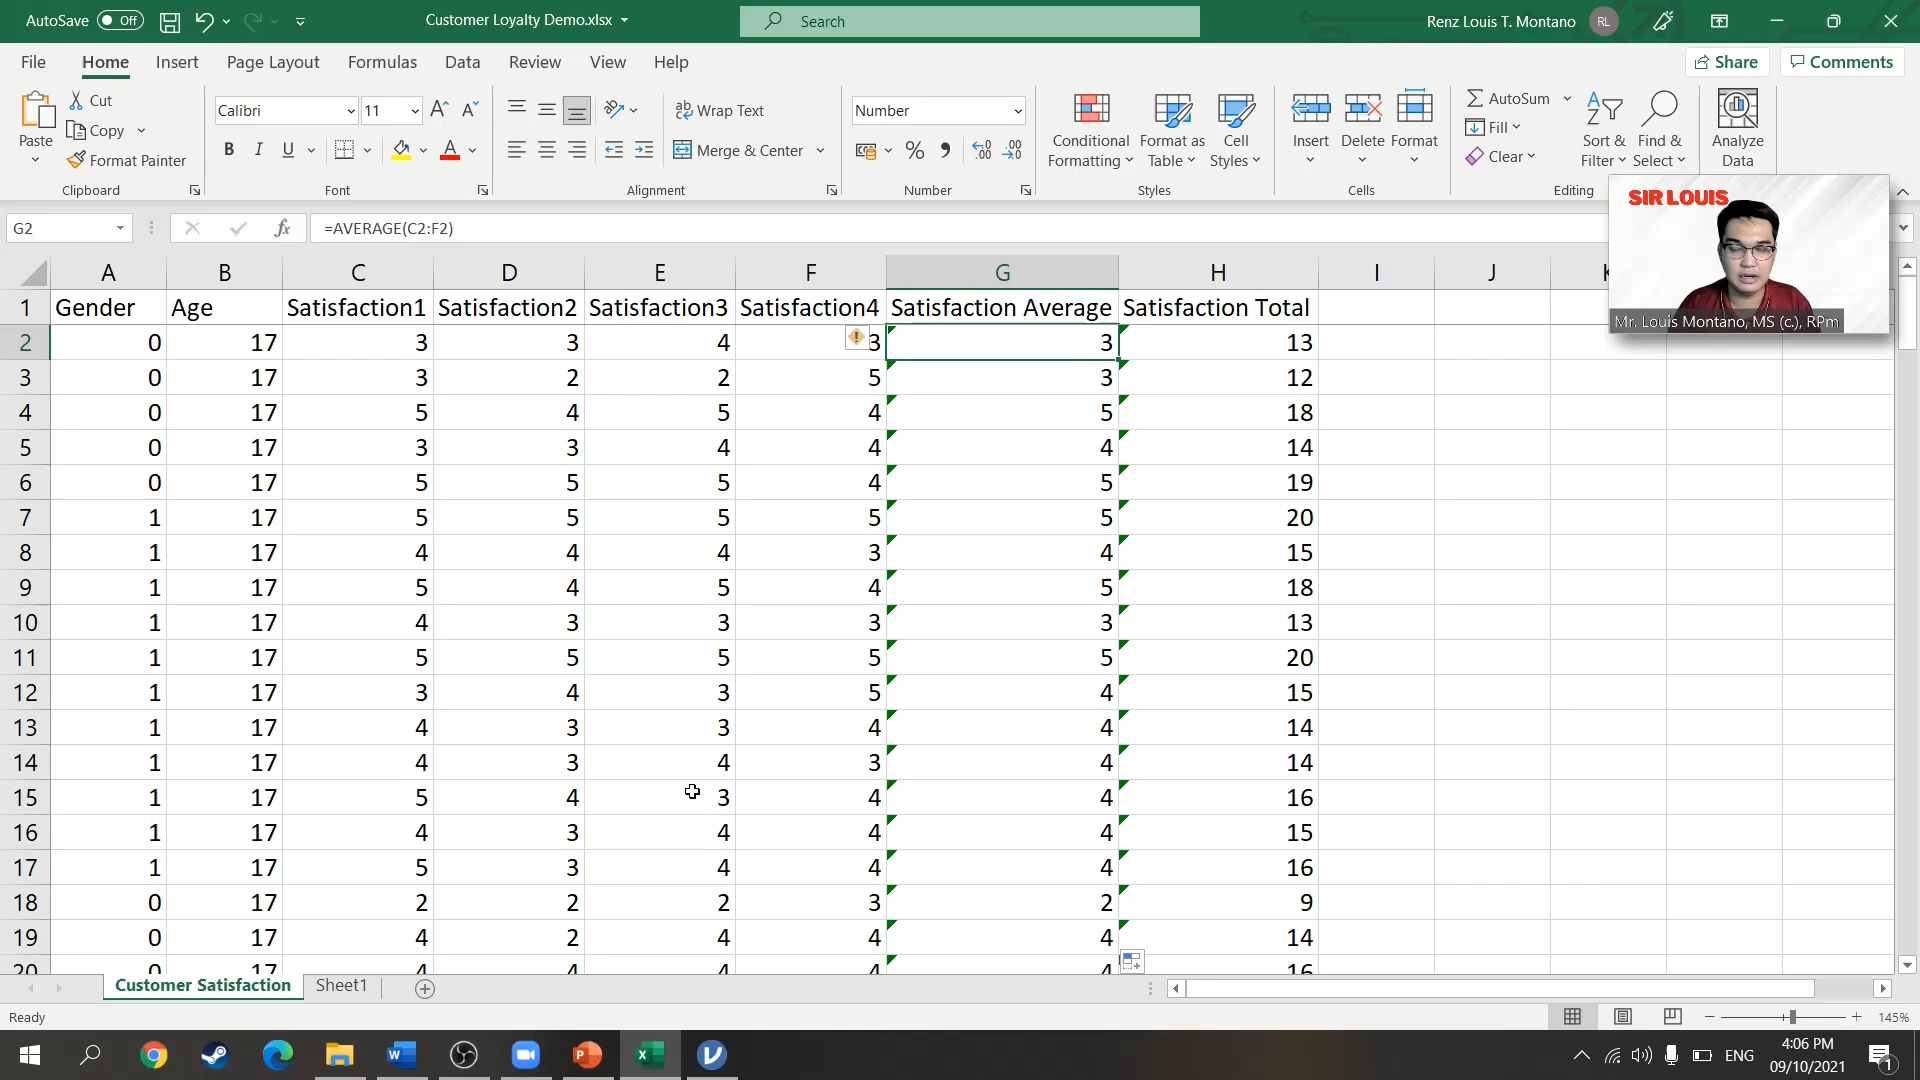 AutoSave Off Customer Loyalty Demo.xlsx Search Renz Louis T. Montano RL
File Home Insert Page Layout Formulas Data Review View Help Share Comments
Paste Cut Copy Format Painter Clipboard
Calibri 11 B I U Font
Wrap Text Merge & Center Alignment
Number % Number
Conditional Formatting Format as Table Cell Styles Styles
Insert Delete Format Cells
AutoSum Fill Clear Sort & Filter Find & Select Editing
Analyze Data
SIR LOUIS
Mr. Louis Montano, MS (c.), RPm
G2 fx =AVERAGE(C2:F2)
A B C D E F G H I J K
1 Gender Age Satisfaction1 Satisfaction2 Satisfaction3 Satisfaction4 Satisfaction Average Satisfaction Total
2 0 17 3 3 4 3 3 13
3 0 17 3 2 2 5 3 12
4 0 17 5 4 5 4 5 18
5 0 17 3 3 4 4 4 14
6 0 17 5 5 5 4 5 19
7 1 17 5 5 5 5 5 20
8 1 17 4 4 4 3 4 15
9 1 17 5 4 5 4 5 18
10 1 17 4 3 3 3 3 13
11 1 17 5 5 5 5 5 20
12 1 17 3 4 3 5 4 15
13 1 17 4 3 3 4 4 14
14 1 17 4 3 4 3 4 14
15 1 17 5 4 3 4 4 16
16 1 17 4 3 4 4 4 15
17 1 17 5 3 4 4 4 16
18 0 17 2 2 2 3 2 9
19 0 17 4 2 4 4 4 14
20 0 17 4 4 4 4 4 16
Customer Satisfaction Sheet1
Ready 145%
ENG 4:06 PM
09/10/2021 1